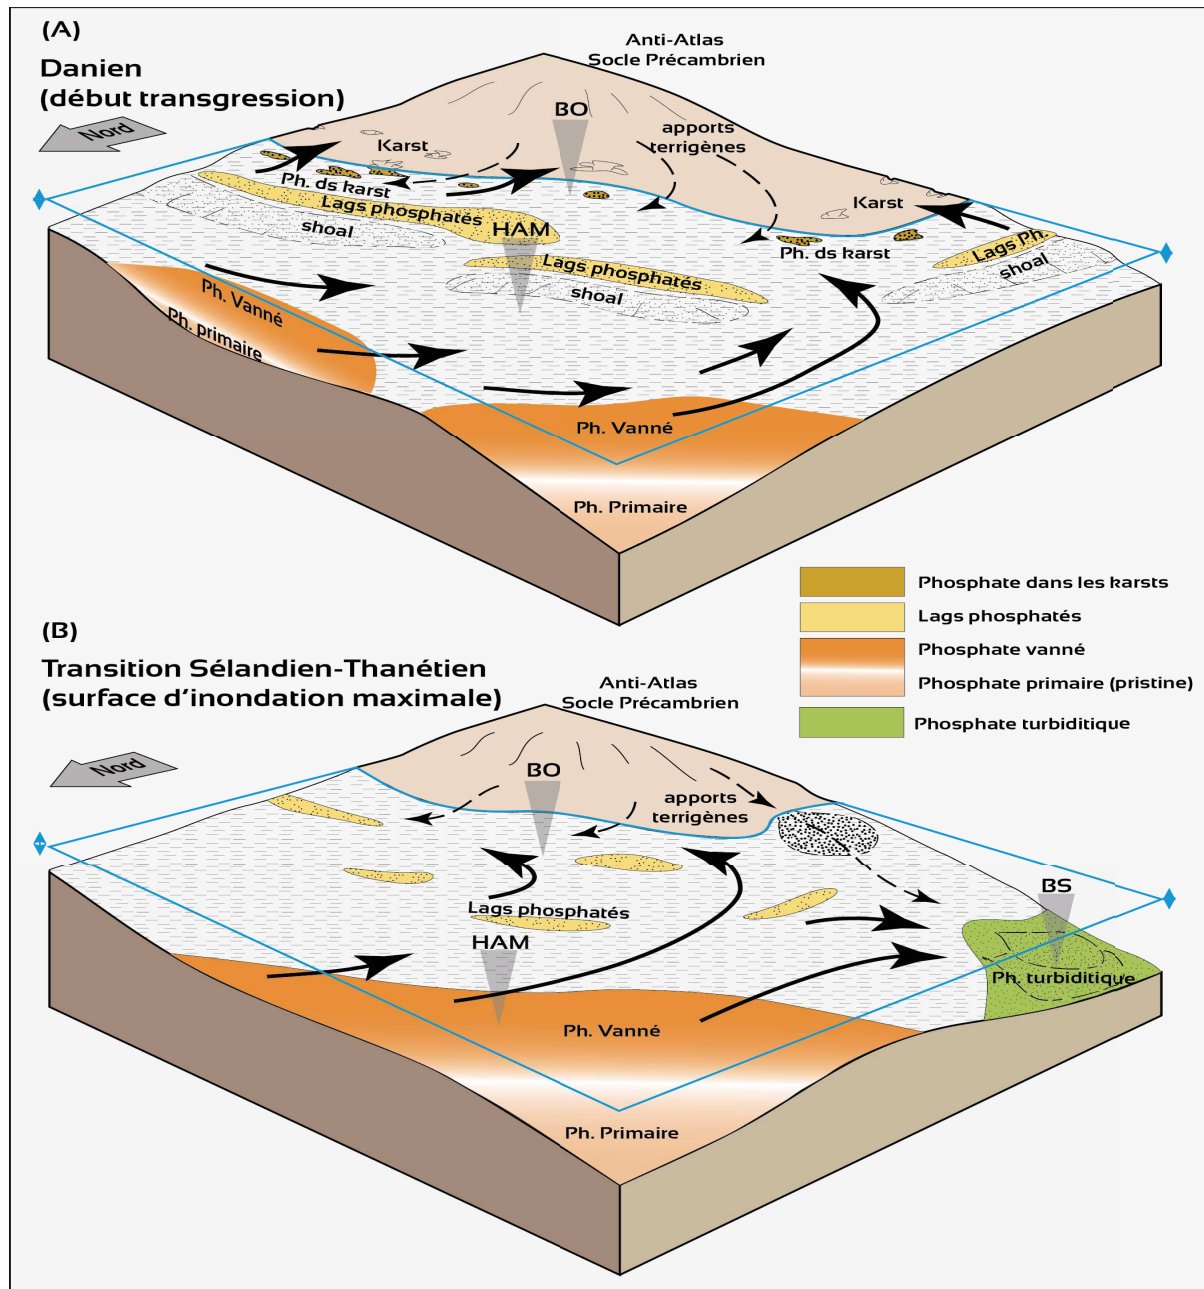 (A)
Danien
(début transgression)
Nord
Anti-Atlas
Socle Précambrien
BO
apports
terrigènes
Karst
Karst
Ph. ds karst
Lags phosphatés
shoal
HAM
Lags phosphatés
shoal
Ph. ds karst
Lags Ph.
shoal
Ph. Vanné
Ph. primaire
Ph. Vanné
Ph. Primaire
Phosphate dans les karsts
Lags phosphatés
Phosphate vanné
Phosphate primaire (pristine)
Phosphate turbiditique
(B)
Transition Sélandien-Thanétien
(surface d'inondation maximale)
Nord
Anti-Atlas
Socle Précambrien
BO
apports
terrigènes
Lags phosphatés
HAM
BS
Ph. turbiditique
Ph. Vanné
Ph. Primaire